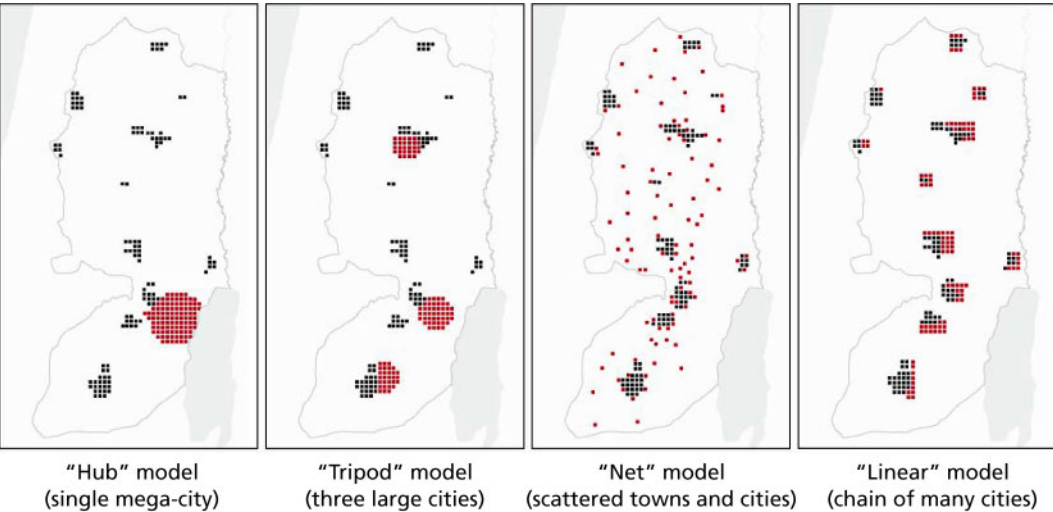 “Hub” model
(single mega-city)
“Tripod” model
(three large cities)
“Net” model
(scattered towns and cities)
“Linear” model
(chain of many cities)